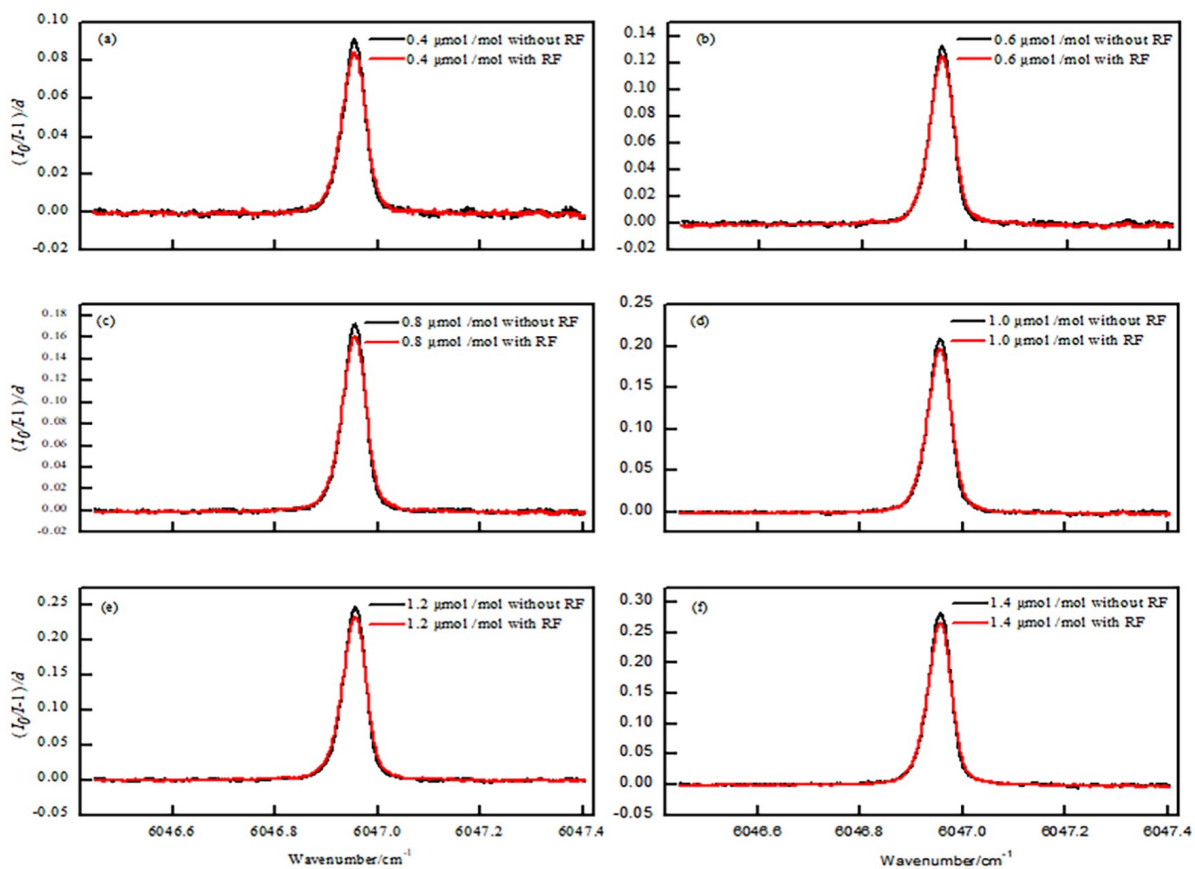 (a)
0.4 μmol /mol without RF
0.4 μmol /mol with RF
0.10
0.08
0.06
0.04
0.02
0.00
-0.02
(I0/I-1)/d
(b)
0.6 μmol /mol without RF
0.6 μmol /mol with RF
0.14
0.12
0.10
0.08
0.06
0.04
0.02
0.00
-0.02
(c)
0.8 μmol /mol without RF
0.8 μmol /mol with RF
0.18
0.16
0.14
0.12
0.10
0.08
0.06
0.04
0.02
0.00
-0.02
(I0/I-1)/d
(d)
1.0 μmol /mol without RF
1.0 μmol /mol with RF
0.25
0.20
0.15
0.10
0.05
0.00
(e)
1.2 μmol /mol without RF
1.2 μmol /mol with RF
0.25
0.20
0.15
0.10
0.05
0.00
-0.05
(I0/I-1)/d
6046.6 6046.8 6047.0 6047.2 6047.4
Wavenumber/cm-1
(f)
1.4 μmol /mol without RF
1.4 μmol /mol with RF
0.30
0.25
0.20
0.15
0.10
0.05
0.00
-0.05
6046.6 6046.8 6047.0 6047.2 6047.4
Wavenumber/cm-1